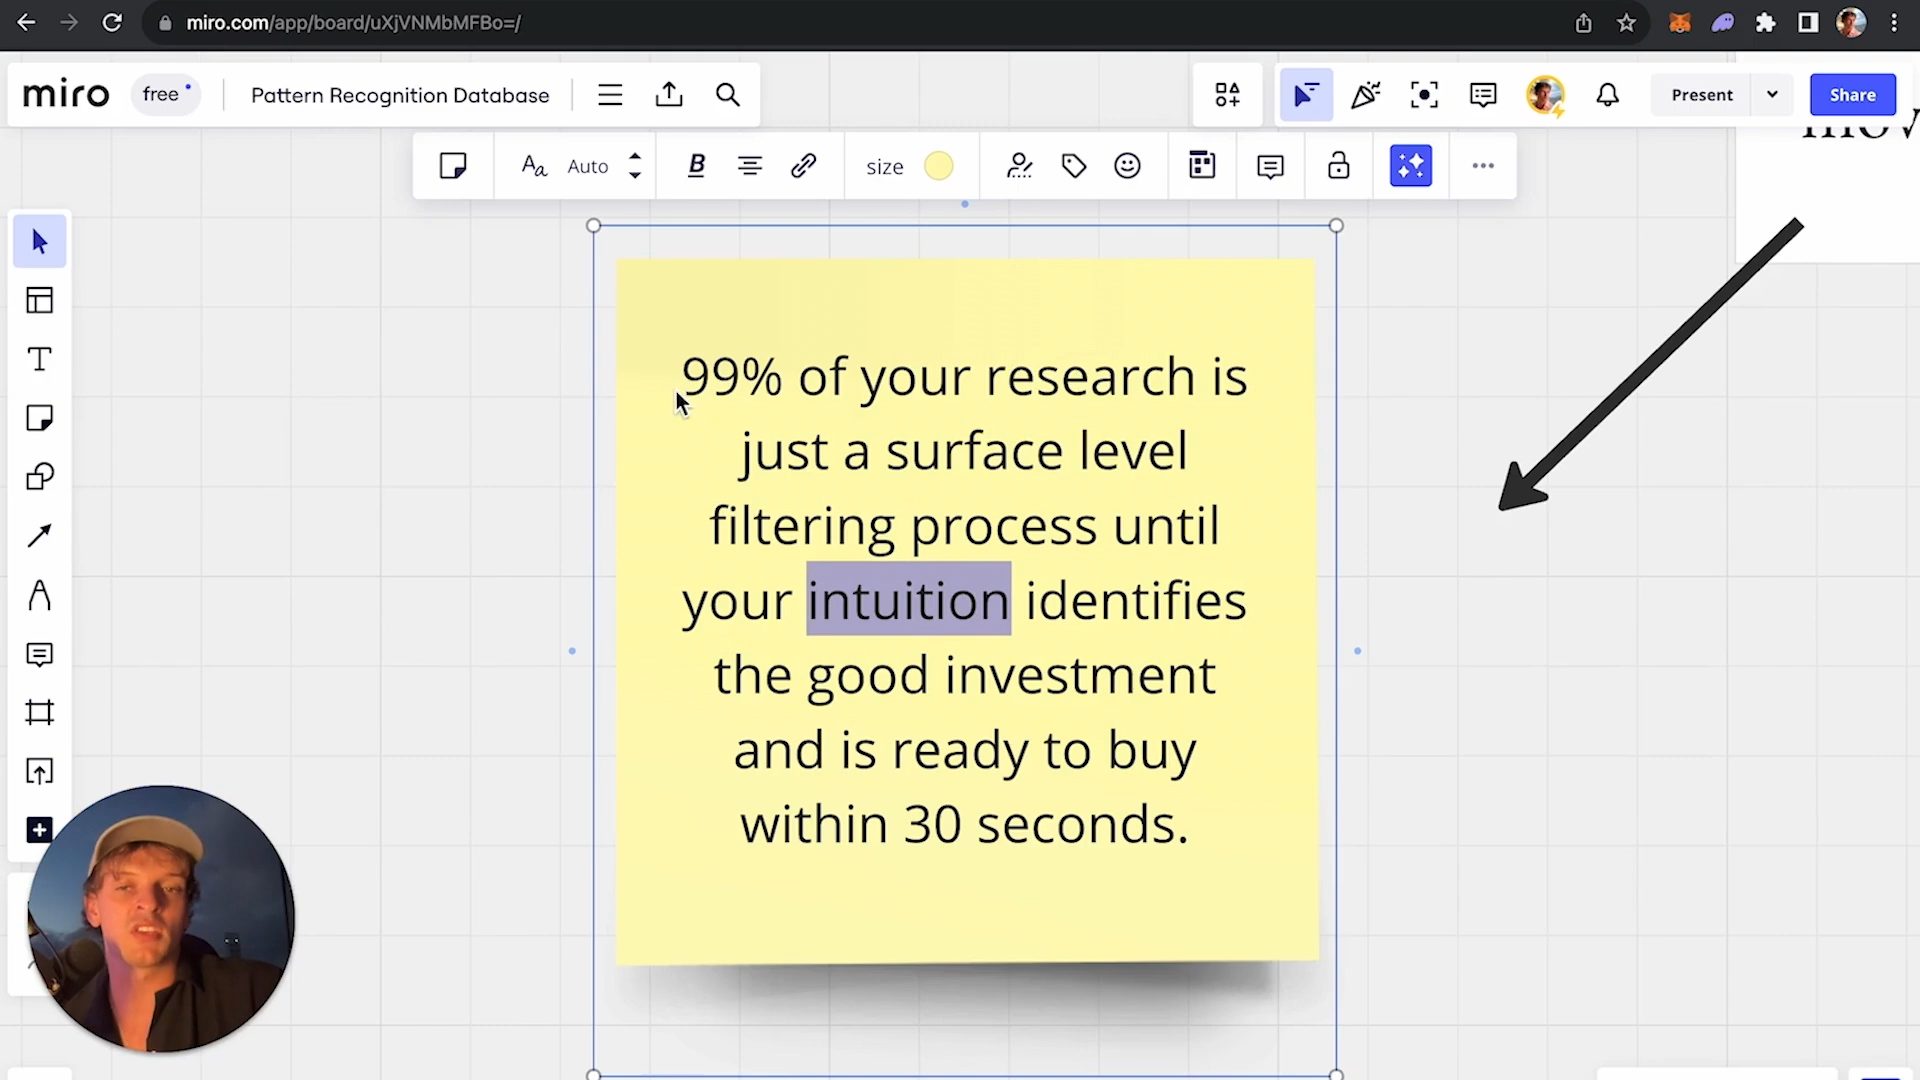 miro.com/app/board/uXjVNMbMFBo=/
miro
free
Pattern Recognition Database
Present
Share
Auto
B
size
99% of your research is
just a surface level
filtering process until
your intuition identifies
the good investment
and is ready to buy
within 30 seconds.